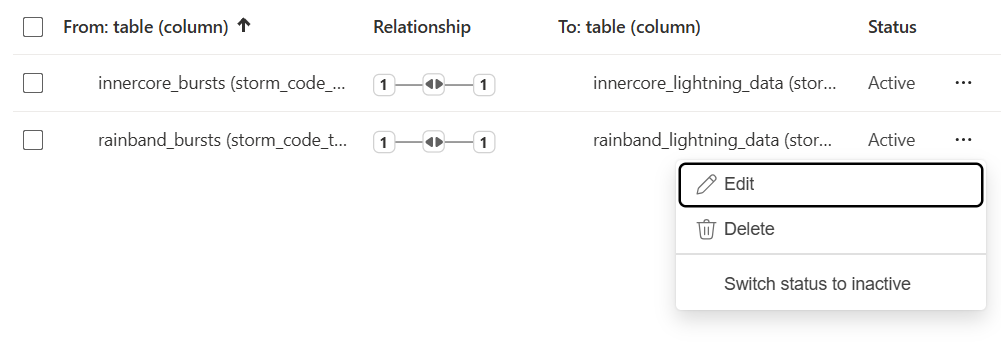 From: table (column) Relationship To: table (column) Status
innercore_bursts (storm_code_... 1 1 innercore_lightning_data (stor... Active ...
rainband_bursts (storm_code_t... 1 1 rainband_lightning_data (stor... Active ...
Edit
Delete
Switch status to inactive